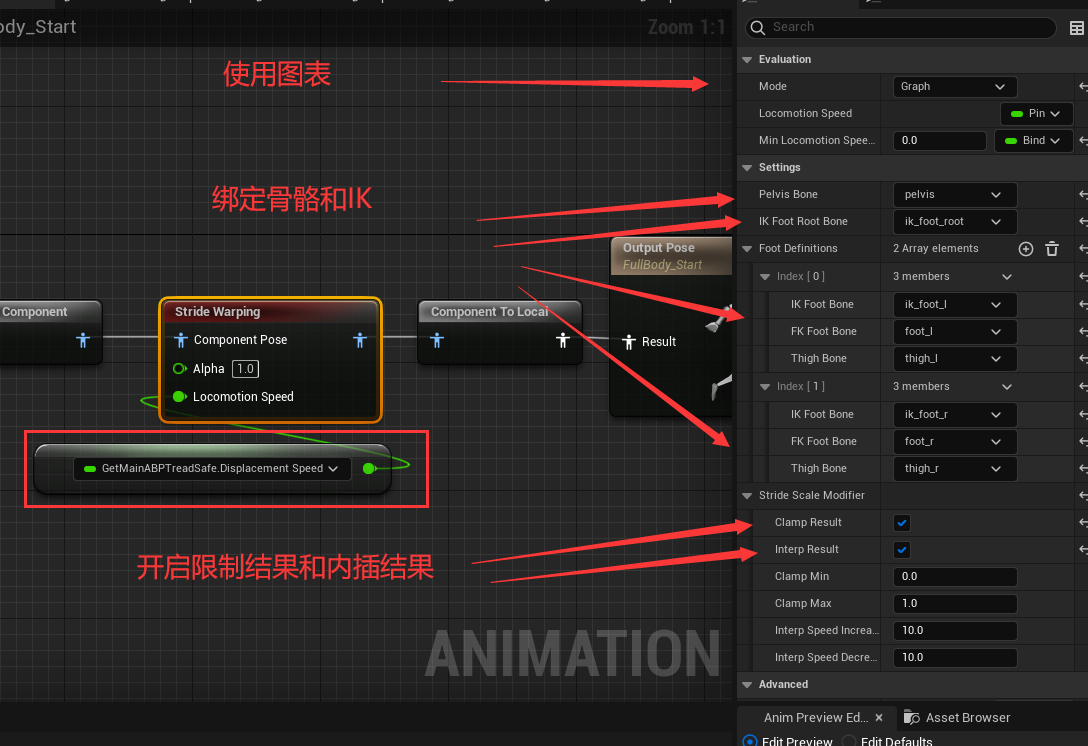 ody_Start
Zoom 1:1
使用图表
绑定骨骼和IK
Component
Stride Warping
Component Pose
Alpha 1.0
Locomotion Speed
Component To Local
Output Pose
FullBody_Start
Result
GetMainABPTreadSafe.Displacement Speed
开启限制结果和内插结果
ANIMATION
Search
Evaluation
Mode Graph
Locomotion Speed Pin
Min Locomotion Spee... 0.0 Bind
Settings
Pelvis Bone pelvis
IK Foot Root Bone ik_foot_root
Foot Definitions 2 Array elements
Index [ 0 ] 3 members
IK Foot Bone ik_foot_l
FK Foot Bone foot_l
Thigh Bone thigh_l
Index [ 1 ] 3 members
IK Foot Bone ik_foot_r
FK Foot Bone foot_r
Thigh Bone thigh_r
Stride Scale Modifier
Clamp Result
Interp Result
Clamp Min 0.0
Clamp Max 1.0
Interp Speed Increa... 10.0
Interp Speed Decre... 10.0
Advanced
Anim Preview Ed... × Asset Browser
Edit Preview Edit Defaults